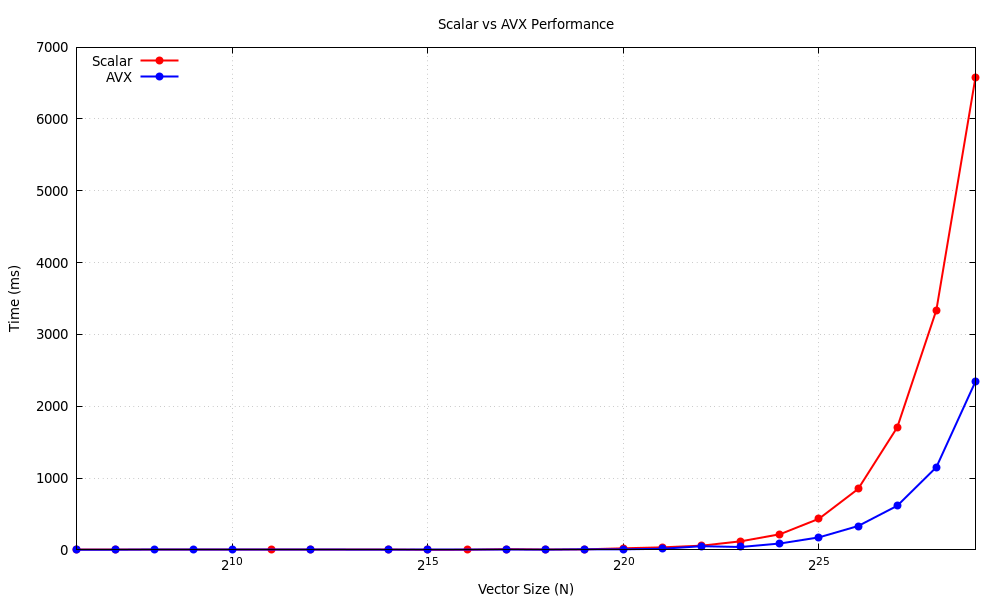 Scalar vs AVX Performance
7000
6000
5000
4000
3000
2000
1000
0
Scalar
AVX
Time (ms)
2^10
2^15
2^20
2^25
Vector Size (N)